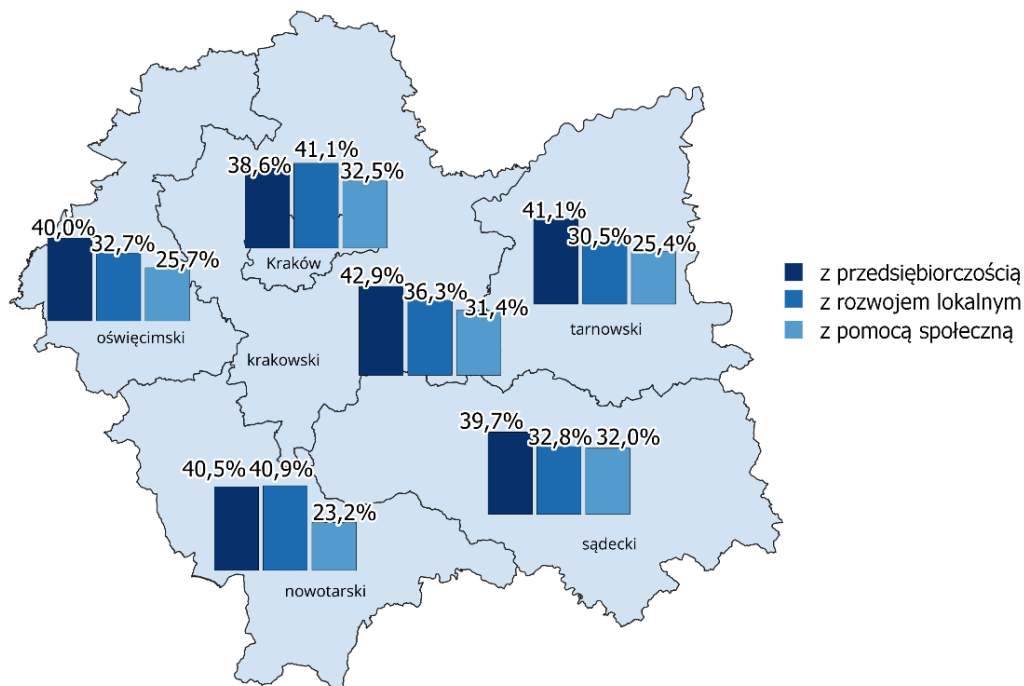 41,1%
38,6%
32,5%
Kraków
40,0%
32,7%
25,7%
oświęcimski
42,9%
36,3%
31,4%
krakowski
41,1%
30,5%
25,4%
tarnowski
z przedsiębiorczością
z rozwojem lokalnym
z pomocą społeczną
39,7%
32,8%
32,0%
sądecki
40,5%
40,9%
23,2%
nowotarski